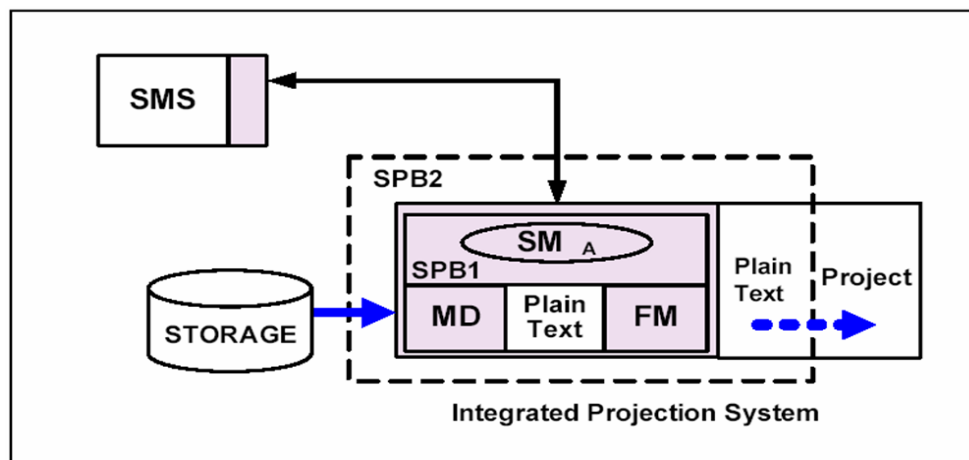 SMS
SPB2
SM A
SPB1
MD
Plain
Text
FM
Plain
Text
Project
STORAGE
Integrated Projection System